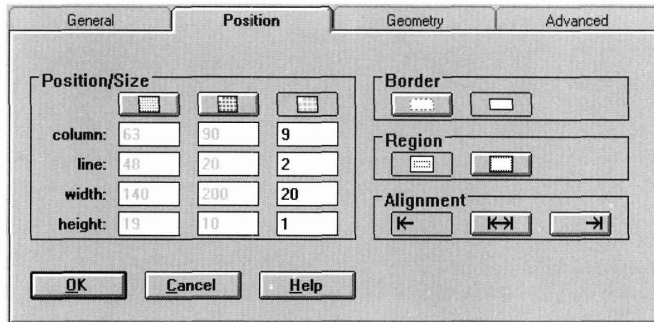 General Position Geometry Advanced
Position/Size Border
column: 63 90 9
Region
line: 48 20 2
width: 140 200 20
Alignment
height: 19 10 1
OK Cancel Help